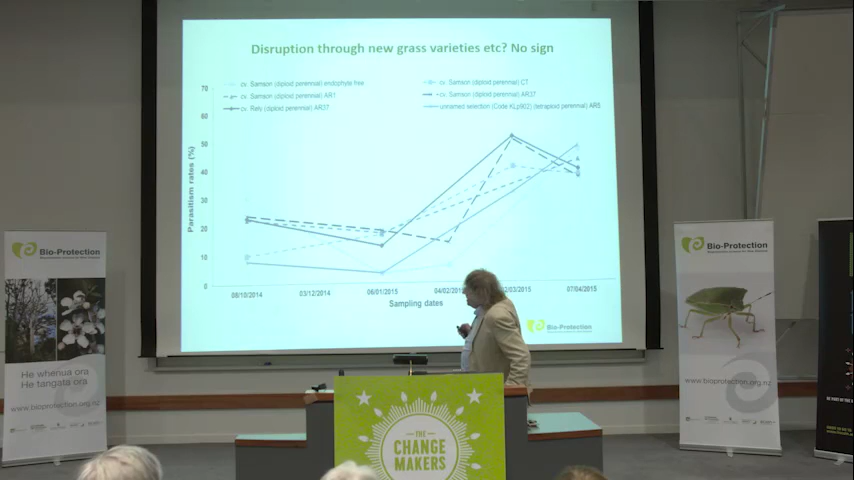 Disruption through new grass varieties etc? No sign
cv. Samson (diploid perennial) endophyte free
cv. Samson (diploid perennial) CT
cv. Samson (diploid perennial) AR1
cv. Samson (diploid perennial) AR37
cv. Rely (diploid perennial) AR37
unnamed selection (Code KLp902) (tetraploid perennial) AR5
Parasitism rates (%)
70
60
50
40
30
20
10
0
08/10/2014
03/12/2014
06/01/2015
04/02/
/03/2015
07/04/2015
Sampling dates
Bio-Protection
Bio-Protection
He whenua ora
He tangata ora
www.bioprotection.org.nz
Bio-Protection
www.bioprotection.org.nz
THE
CHANGE
MAKERS